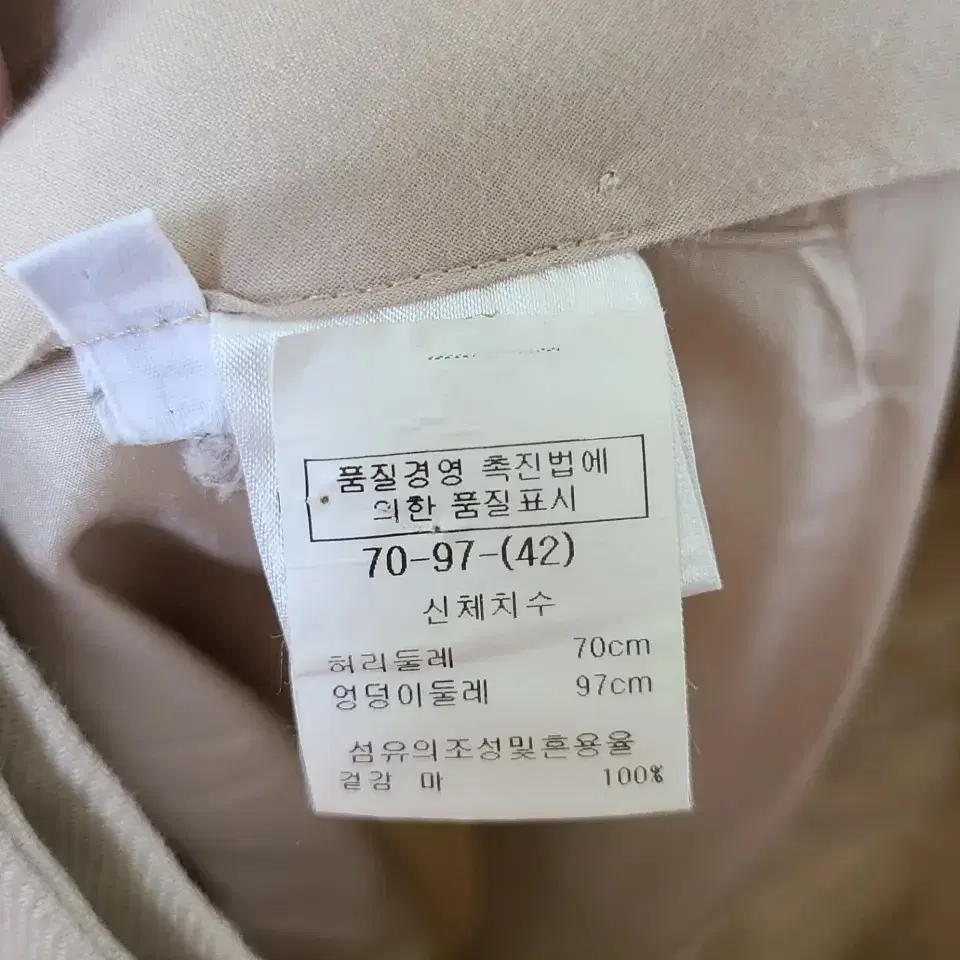 품질경영 촉진법에
의한 품질표시
70-97-(42)
신체치수
허리둘레 70cm
엉덩이둘레 97cm
섬유의조성및혼용율
겉감 마 100%